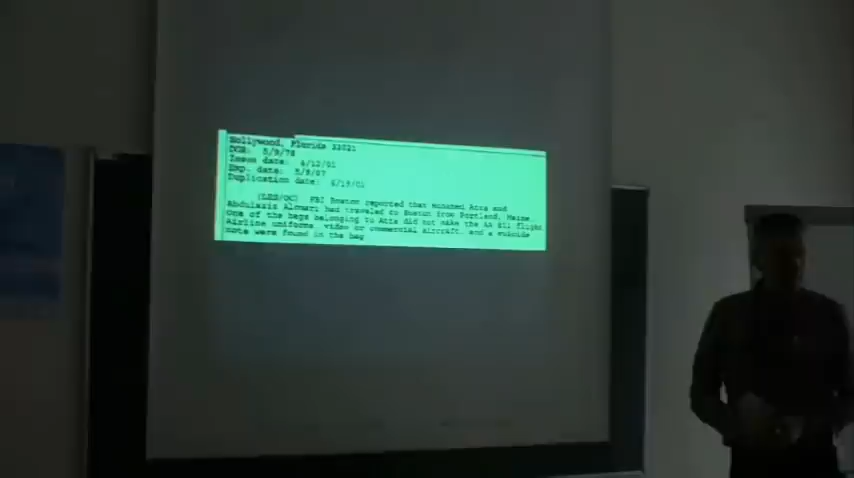 Hollywood, Florida 33021
DOB: 5/9/78
Issue date: 4/12/01
Exp. date: 5/9/07
Duplication date: 6/19/01
(LES/OC) FBI Boston reported that Mohamed Atta and
Abdulaziz Alomari had traveled to Boston from Portland, Maine.
One of the bags belonging to Atta did not make the AA #11 flight
Airline uniforms, video or commercial aircraft, and a suicide
note were found in the bag